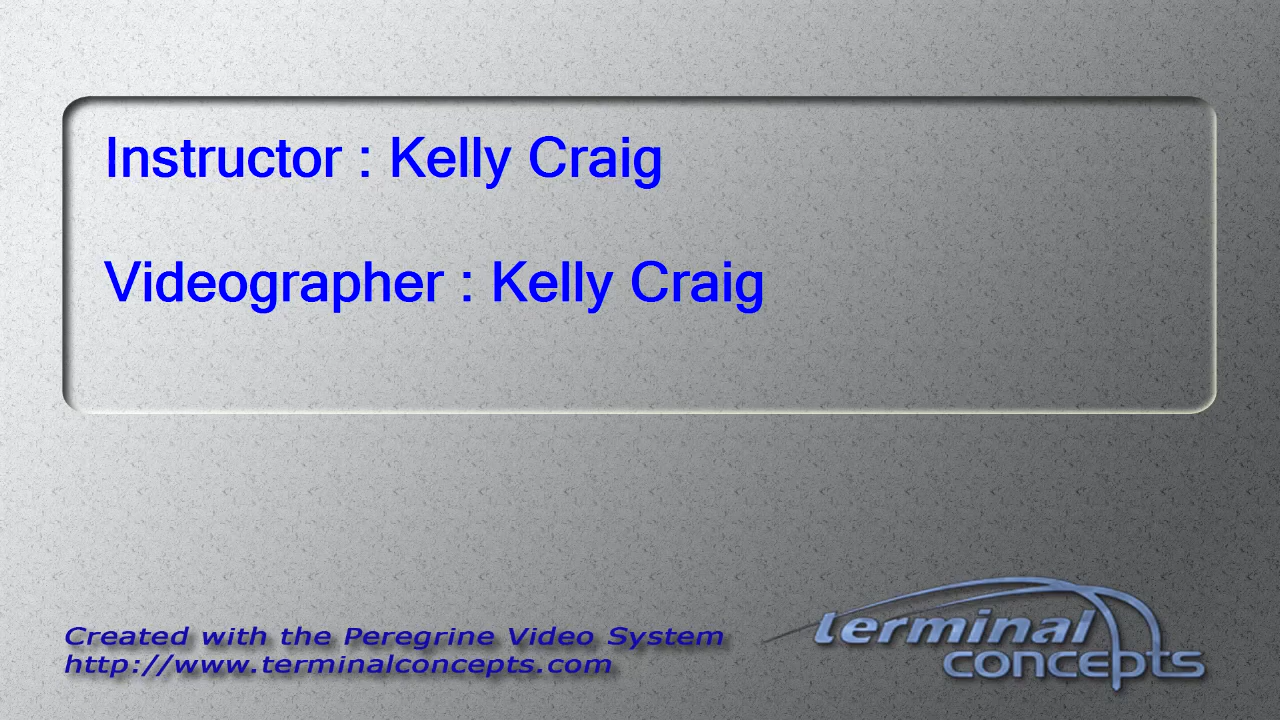 Instructor : Kelly Craig
Videographer : Kelly Craig
Created with the Peregrine Video System
http://www.terminalconcepts.com
terminal
concepts